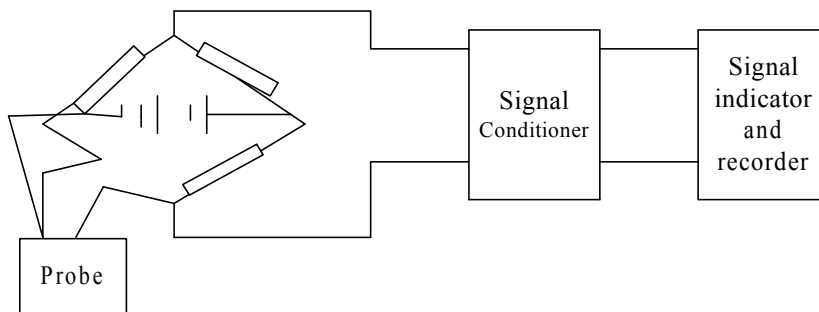 Signal
Conditioner
Signal
indicator
and
recorder
Probe